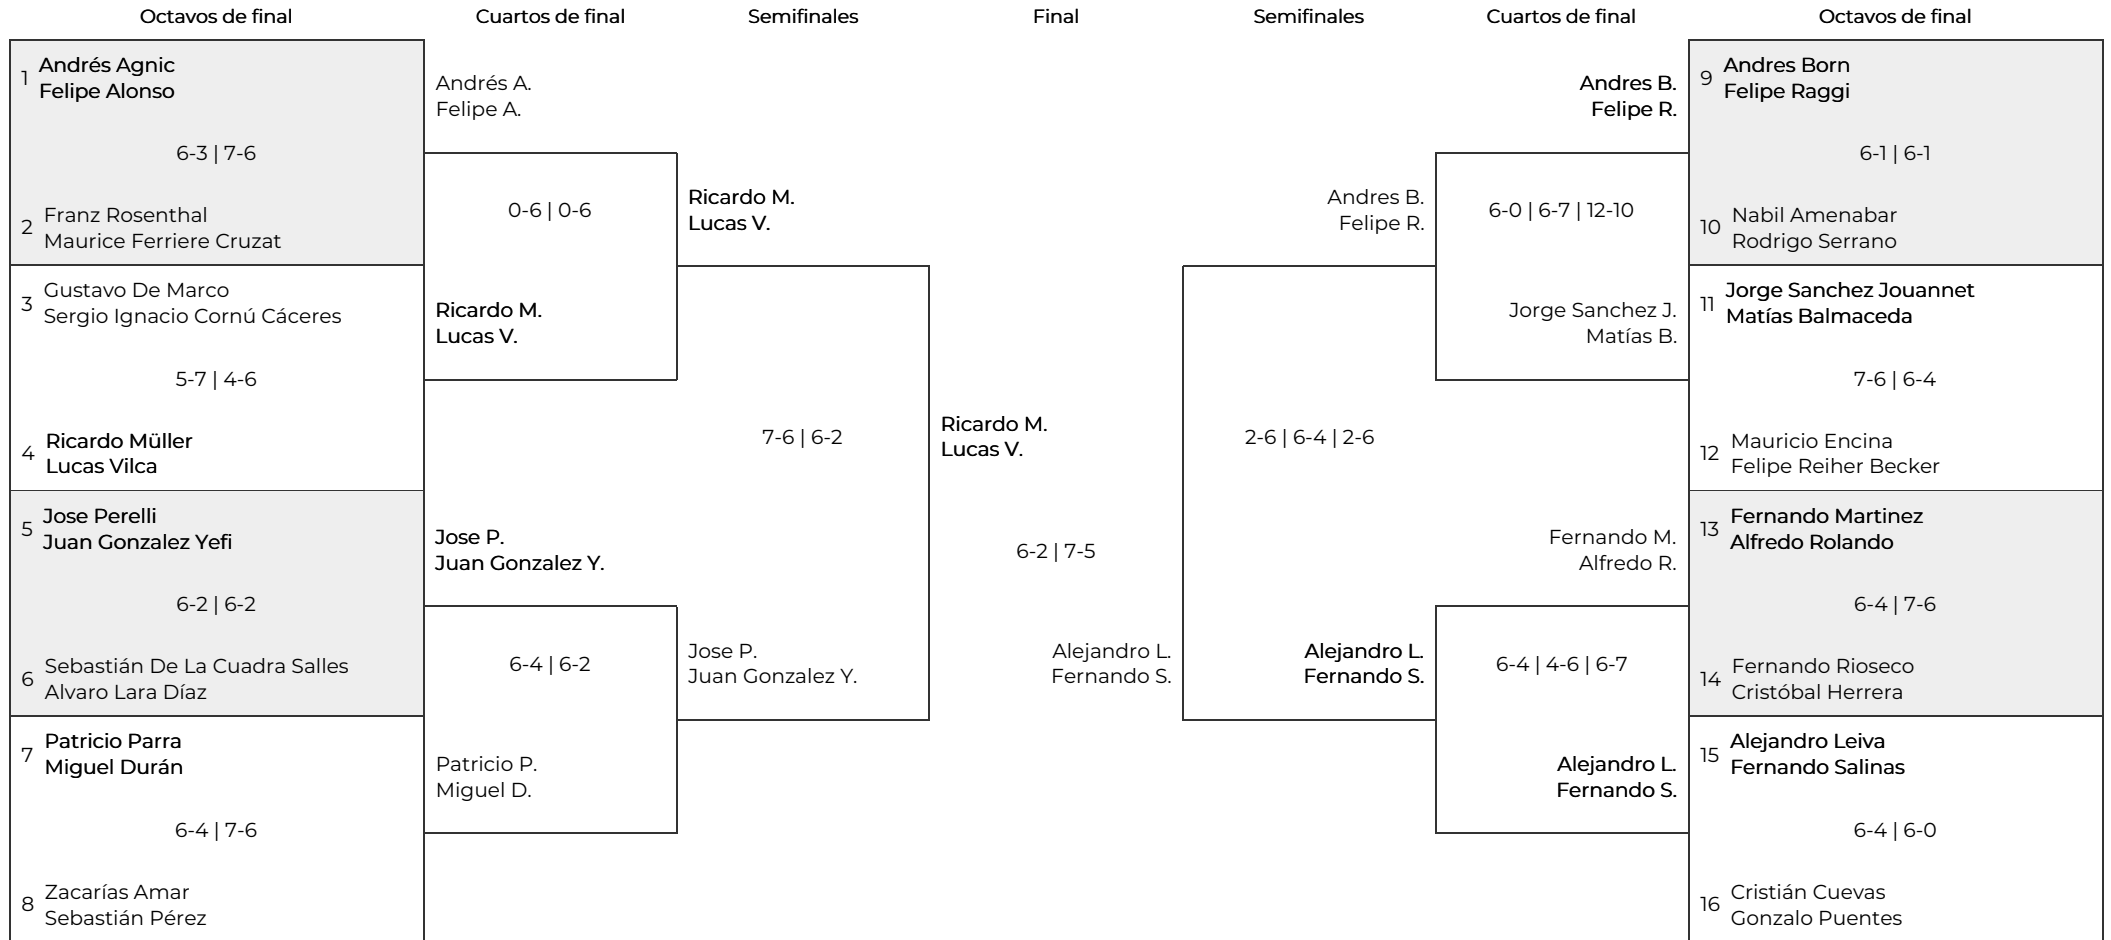 Octavos de final
Cuartos de final
Semifinales
Final
Semifinales
Cuartos de final
Octavos de final
1
Andrés Agnic
Felipe Alonso
6-3 | 7-6
2
Franz Rosenthal
Maurice Ferriere Cruzat
3
Gustavo De Marco
Sergio Ignacio Cornú Cáceres
5-7 | 4-6
4
Ricardo Müller
Lucas Vilca
5
Jose Perelli
Juan Gonzalez Yefi
6-2 | 6-2
6
Sebastián De La Cuadra Salles
Alvaro Lara Díaz
7
Patricio Parra
Miguel Durán
6-4 | 7-6
8
Zacarías Amar
Sebastián Pérez
Andrés A.
Felipe A.
0-6 | 0-6
Ricardo M.
Lucas V.
Jose P.
Juan Gonzalez Y.
6-4 | 6-2
Patricio P.
Miguel D.
Ricardo M.
Lucas V.
7-6 | 6-2
Jose P.
Juan Gonzalez Y.
Ricardo M.
Lucas V.
6-2 | 7-5
Alejandro L.
Fernando S.
Andres B.
Felipe R.
2-6 | 6-4 | 2-6
Alejandro L.
Fernando S.
Andres B.
Felipe R.
6-0 | 6-7 | 12-10
Jorge Sanchez J.
Matías B.
Fernando M.
Alfredo R.
6-4 | 4-6 | 6-7
Alejandro L.
Fernando S.
9
Andres Born
Felipe Raggi
6-1 | 6-1
10
Nabil Amenabar
Rodrigo Serrano
11
Jorge Sanchez Jouannet
Matías Balmaceda
7-6 | 6-4
12
Mauricio Encina
Felipe Reiher Becker
13
Fernando Martinez
Alfredo Rolando
6-4 | 7-6
14
Fernando Rioseco
Cristóbal Herrera
15
Alejandro Leiva
Fernando Salinas
6-4 | 6-0
16
Cristián Cuevas
Gonzalo Puentes